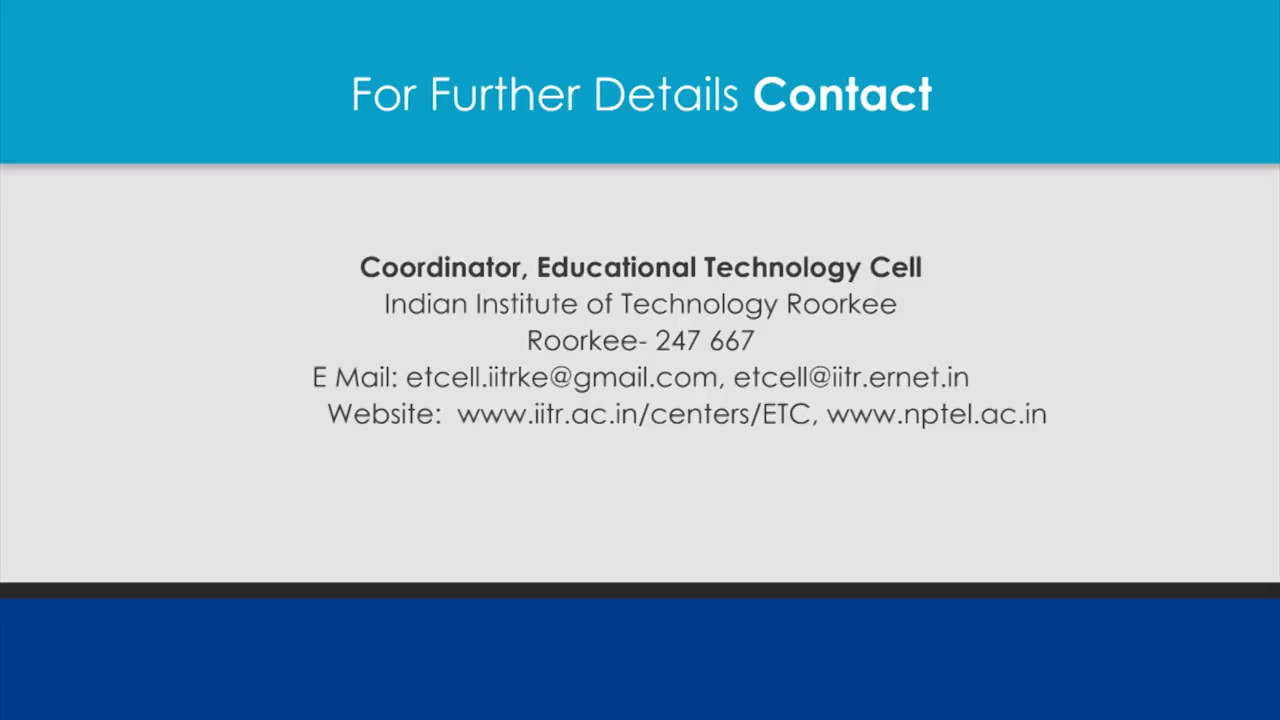 For Further Details Contact
Coordinator, Educational Technology Cell
Indian Institute of Technology Roorkee
Roorkee- 247 667
E Mail: etcell.iitrke@gmail.com, etcell@iitr.ernet.in
Website:  www.iitr.ac.in/centers/ETC, www.nptel.ac.in